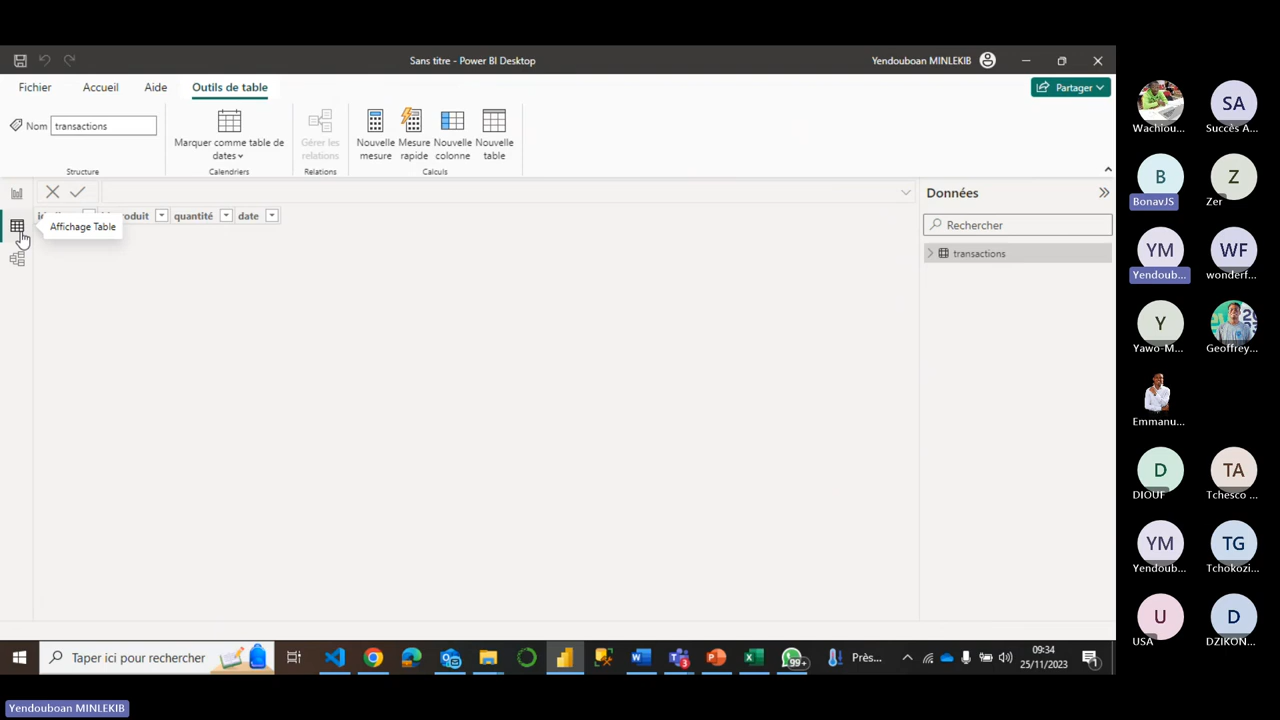 Sans titre - Power BI Desktop
Yendouboan MINLEKIB
Fichier
Accueil
Aide
Outils de table
Partager
Nom
transactions
Marquer comme table de
dates
Gérer les
relations
Nouvelle
mesure
Mesure
rapide
Nouvelle
colonne
Nouvelle
table
Structure
Calendriers
Relations
Calculs
quantité
date
Affichage Table
Données
Rechercher
transactions
Wachlou...
SA
Succès A...
B
BonavJS
Z
Zer
YM
Yendoub...
WF
wonderf...
Y
Yawo-M...
Geoffrey...
Emmanu...
D
DIOUF
TA
Tchesco ...
YM
Yendoub...
TG
Tchokozi...
U
USA
D
DZIKON...
Taper ici pour rechercher
99+
Près...
09:34
25/11/2023
Yendouboan MINLEKIB